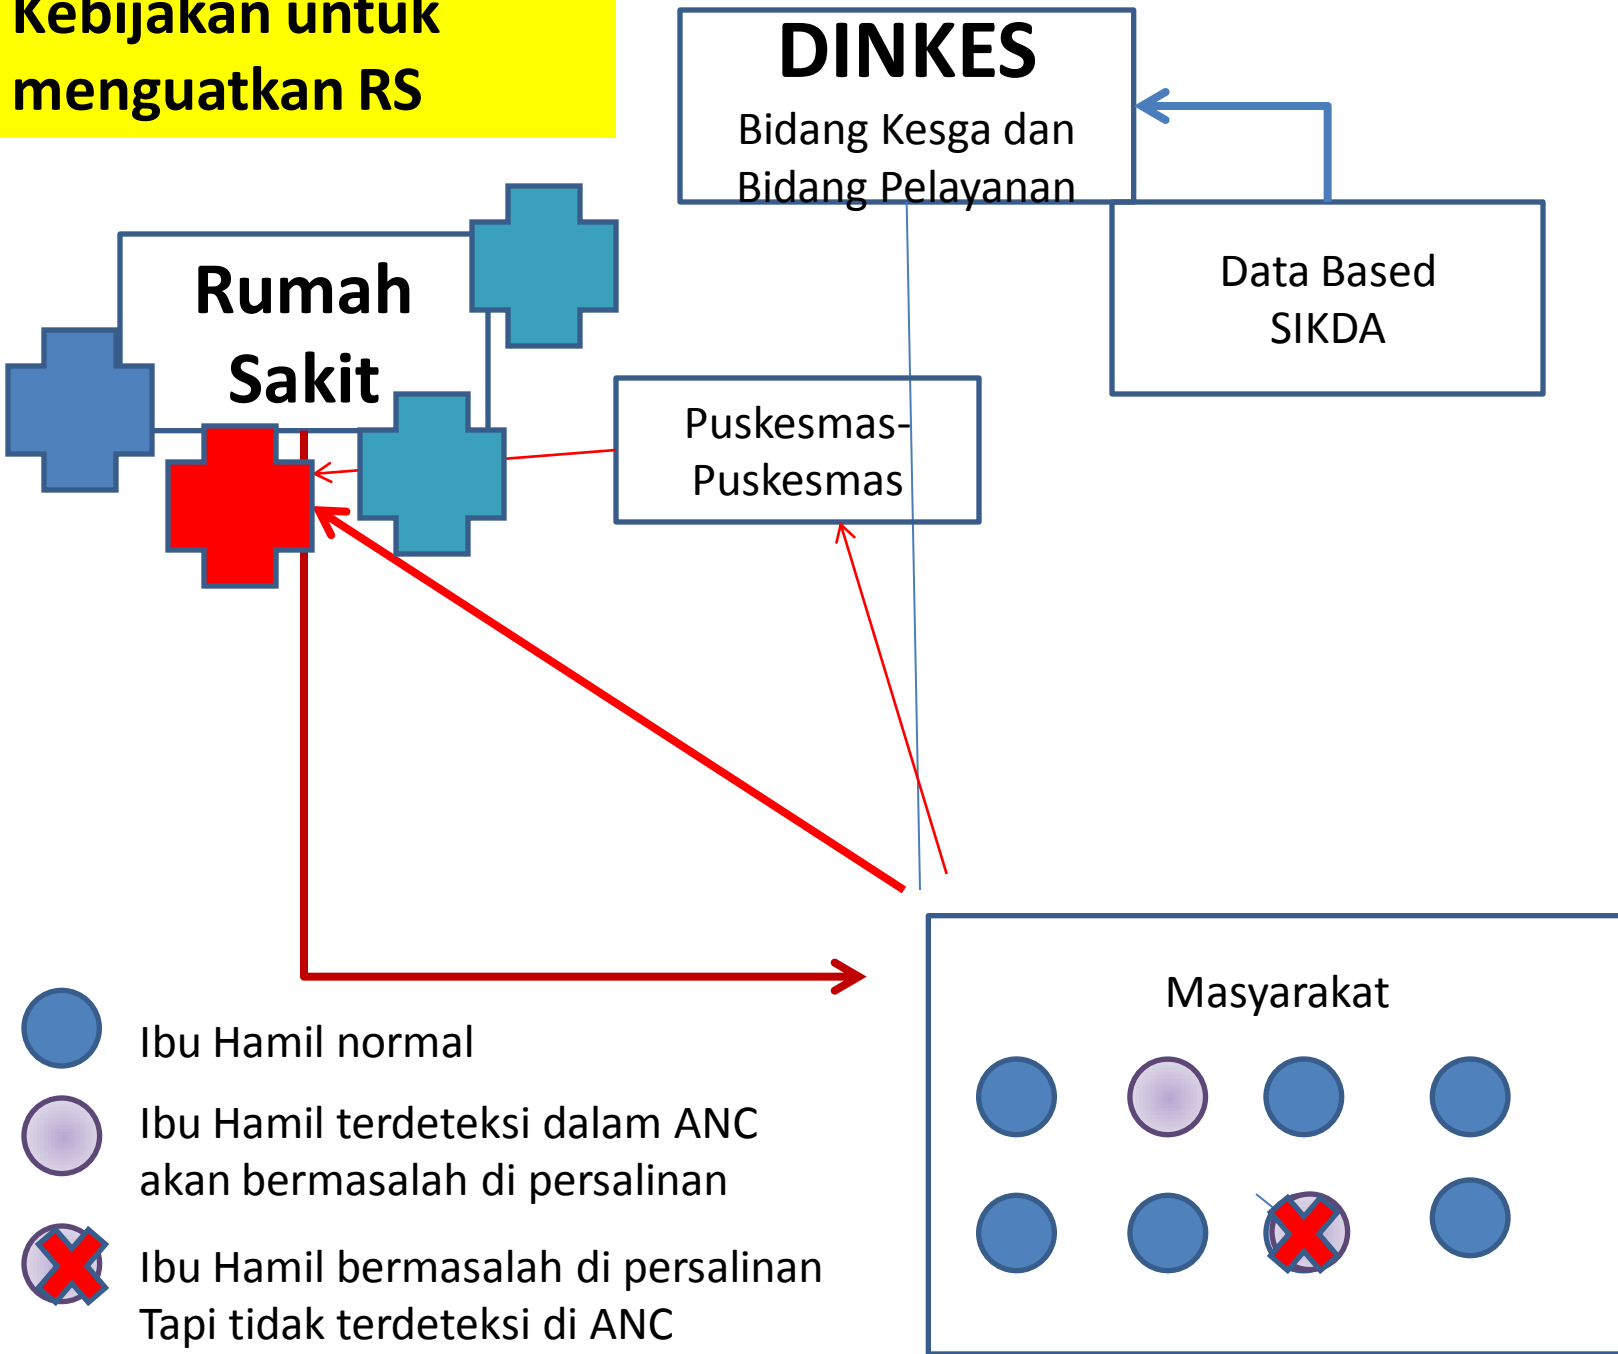 Kebijakan untuk
menguatkan RS
DINKES
Bidang Kesga dan
Bidang Pelayanan
Data Based
SIKDA
Rumah
Sakit
Puskesmas-
Puskesmas
Masyarakat
Ibu Hamil normal
Ibu Hamil terdeteksi dalam ANC
akan bermasalah di persalinan
Ibu Hamil bermasalah di persalinan
Tapi tidak terdeteksi di ANC